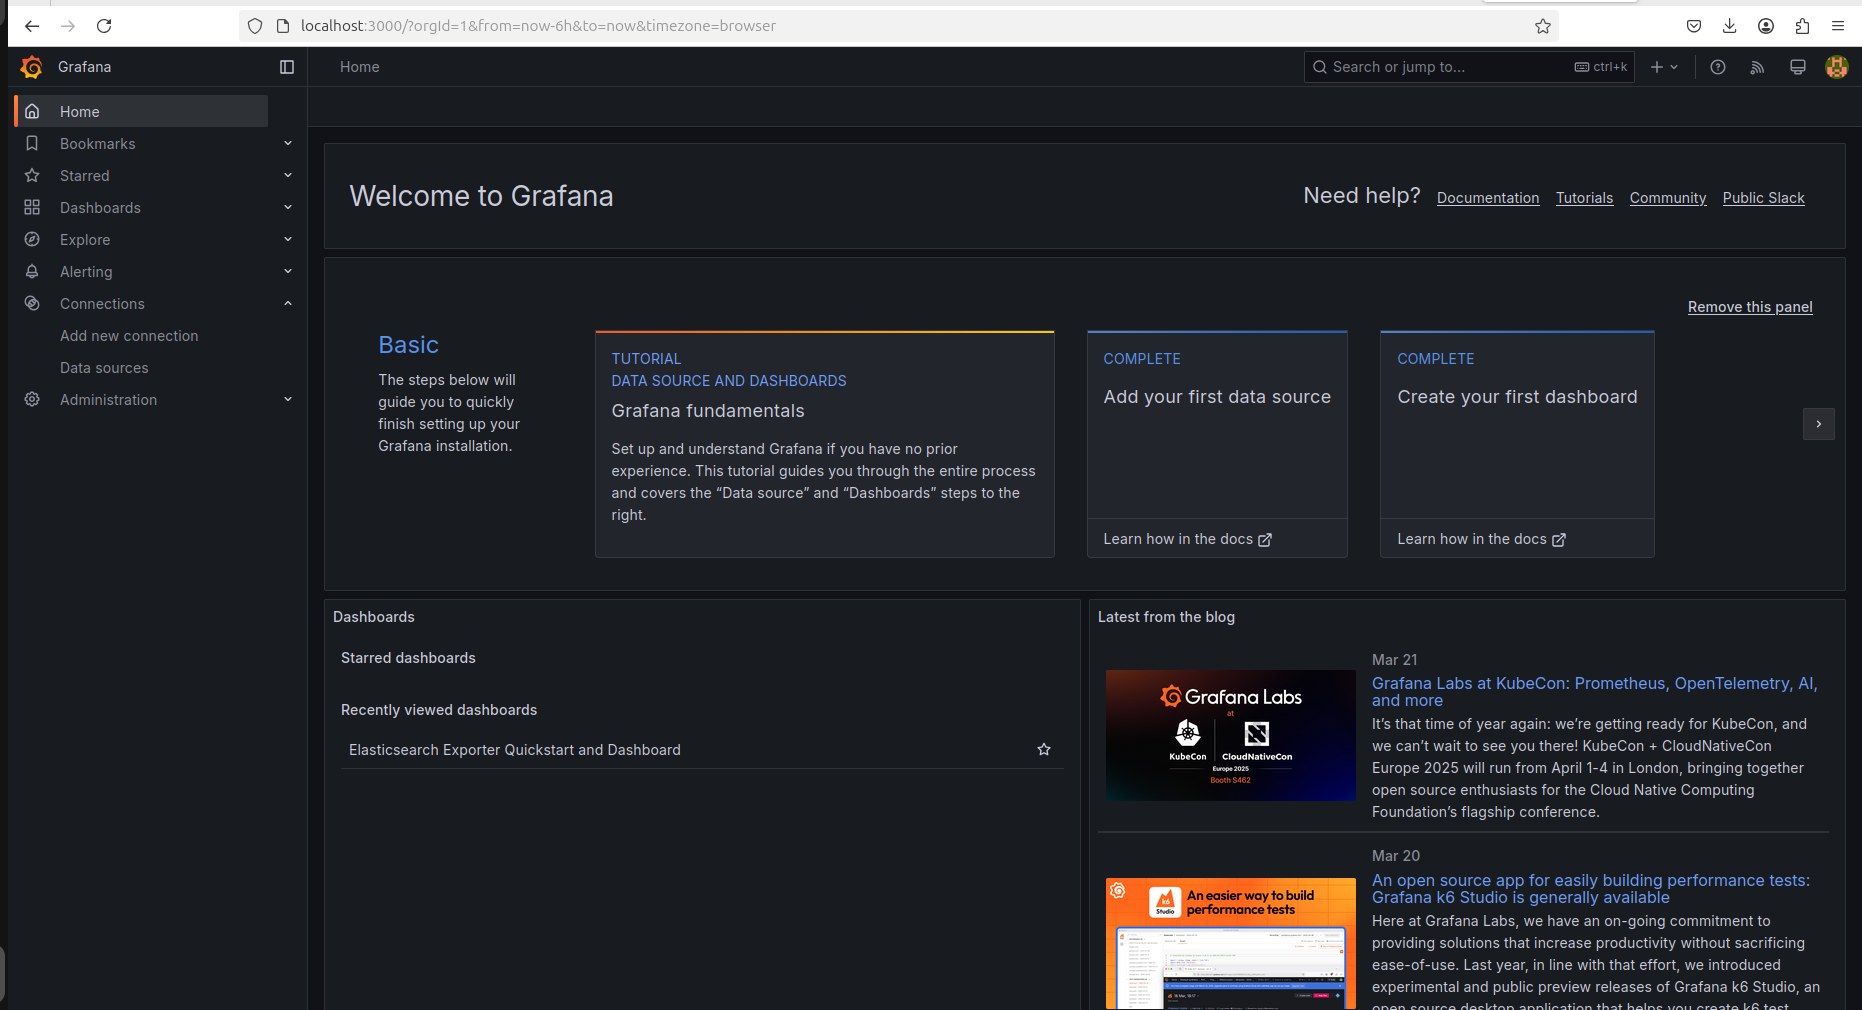 localhost:3000/?orgId=1&from=now-6h&to=now&timezone=browser
Grafana
Home
Search or jump to...
ctrl+k
Home
Bookmarks
Starred
Dashboards
Explore
Alerting
Connections
Add new connection
Data sources
Administration
Welcome to Grafana
Need help?
Documentation
Tutorials
Community
Public Slack
Remove this panel
Basic
The steps below will
guide you to quickly
finish setting up your
Grafana installation.
TUTORIAL
DATA SOURCE AND DASHBOARDS
Grafana fundamentals
Set up and understand Grafana if you have no prior
experience. This tutorial guides you through the entire process
and covers the “Data source” and “Dashboards” steps to the
right.
COMPLETE
Add your first data source
Learn how in the docs
COMPLETE
Create your first dashboard
Learn how in the docs
Dashboards
Starred dashboards
Recently viewed dashboards
Elasticsearch Exporter Quickstart and Dashboard
Latest from the blog
Grafana Labs
at
KubeCon
CloudNativeCon
Europe 2025
Booth S462
Mar 21
Grafana Labs at KubeCon: Prometheus, OpenTelemetry, AI,
and more
It’s that time of year again: we’re getting ready for KubeCon, and
we can’t wait to see you there! KubeCon + CloudNativeCon
Europe 2025 will run from April 1-4 in London, bringing together
open source enthusiasts for the Cloud Native Computing
Foundation’s flagship conference.
k6
Studio
An easier way to build
performance tests
Mar 20
An open source app for easily building performance tests:
Grafana k6 Studio is generally available
Here at Grafana Labs, we have an on-going commitment to
providing solutions that increase productivity without sacrificing
ease-of-use. Last year, in line with that effort, we introduced
experimental and public preview releases of Grafana k6 Studio, an
open source desktop application that helps you create k6 test